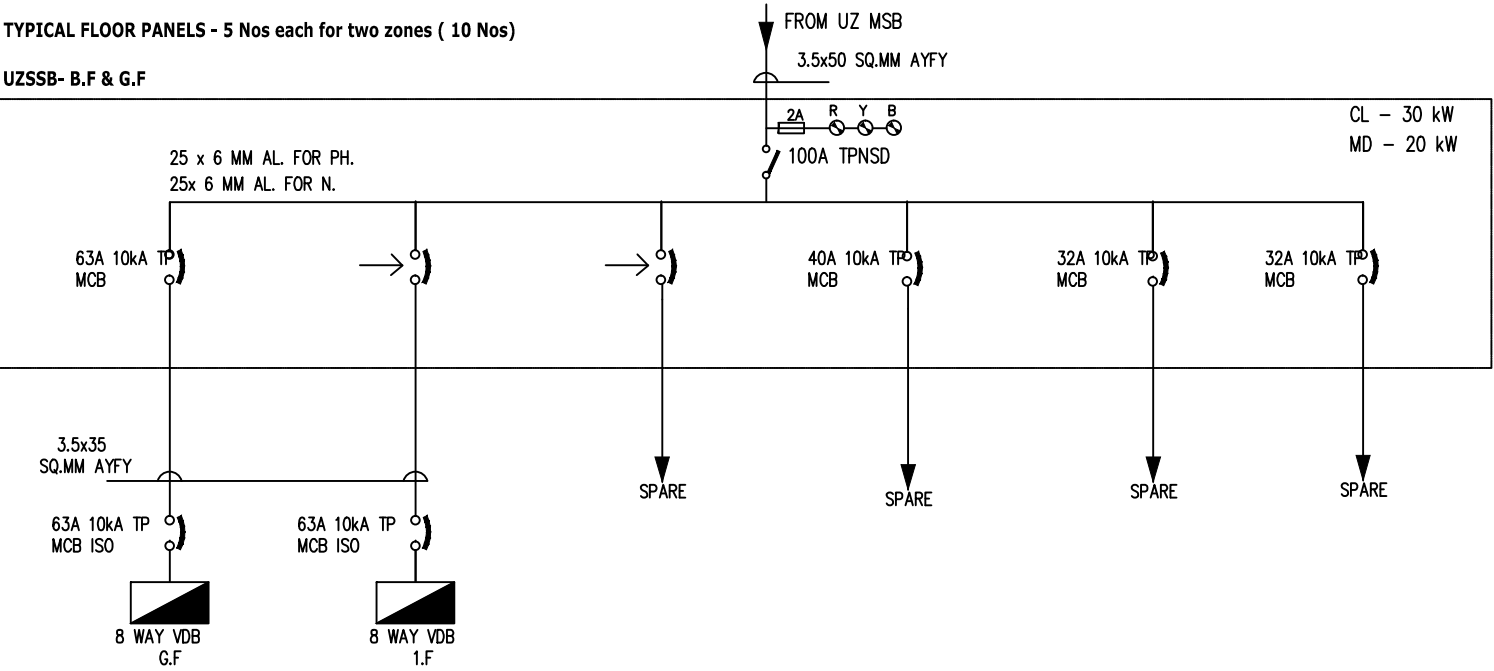 TYPICAL FLOOR PANELS - 5 Nos each for two zones ( 10 Nos)
UZSSB- B.F & G.F
FROM UZ MSB
3.5x50 SQ.MM AYFY
2A
R Y B
100A TPNSD
CL - 30 kW
MD - 20 kW
25 x 6 MM AL. FOR PH.
25x 6 MM AL. FOR N.
63A 10kA TP
MCB
40A 10kA TP
MCB
32A 10kA TP
MCB
32A 10kA TP
MCB
3.5x35
SQ.MM AYFY
SPARE
SPARE
SPARE
SPARE
63A 10kA TP
MCB ISO
63A 10kA TP
MCB ISO
8 WAY VDB
G.F
8 WAY VDB
1.F